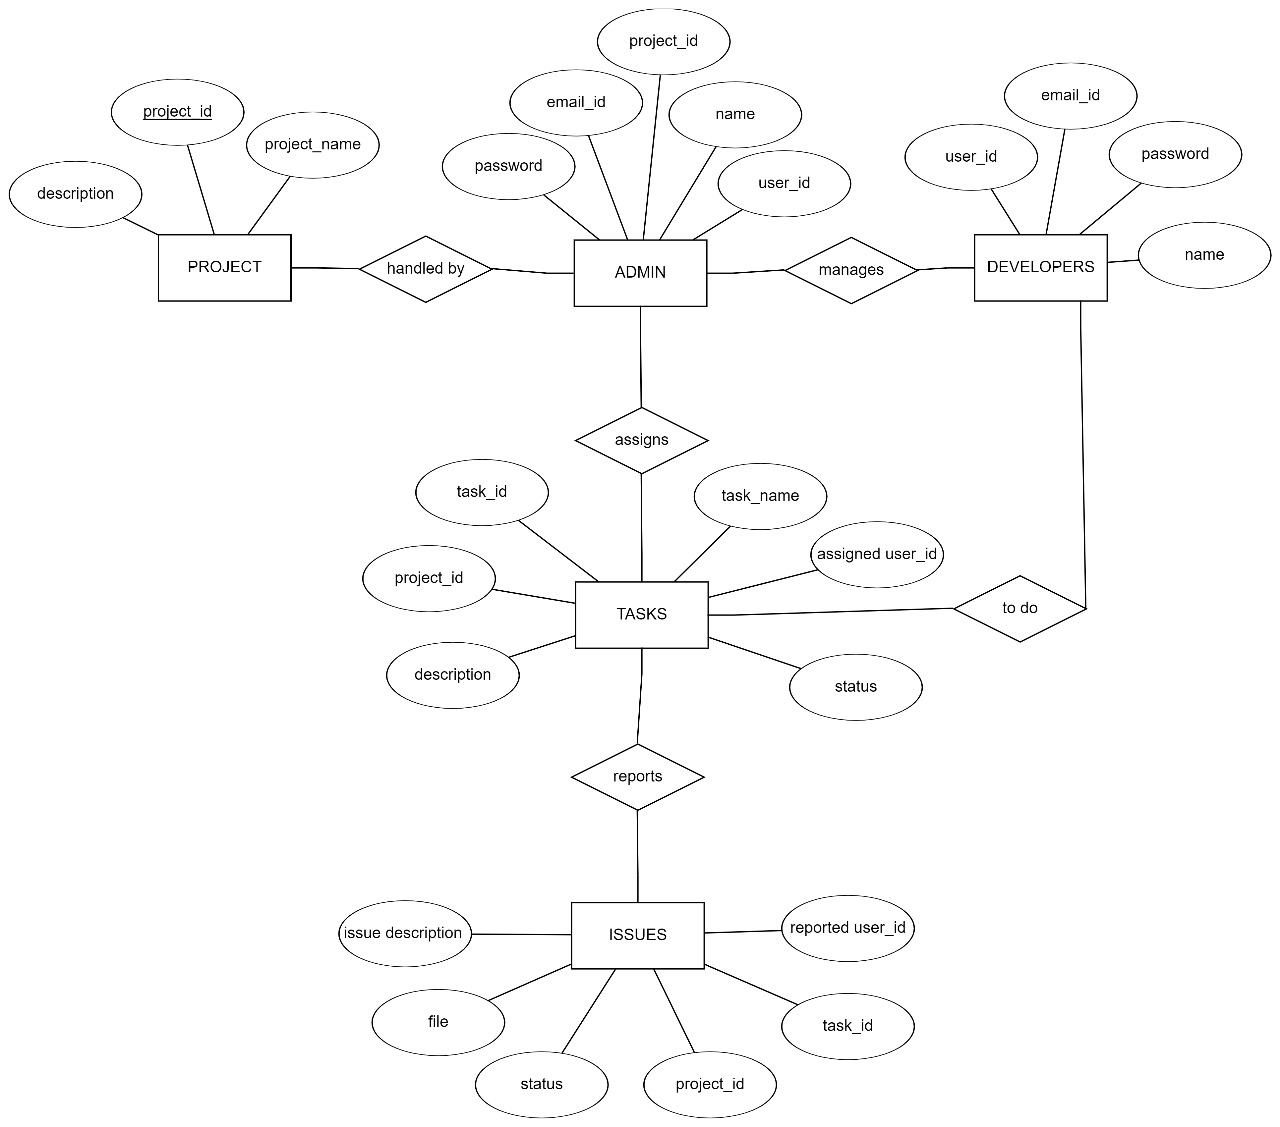 project_id
email_id
name
password
user_id
project_id
project_name
description
email_id
user_id
password
name
PROJECT
handled by
ADMIN
manages
DEVELOPERS
assigns
task_id
task_name
assigned user_id
project_id
TASKS
to do
description
status
reports
issue description
ISSUES
reported user_id
file
task_id
status
project_id